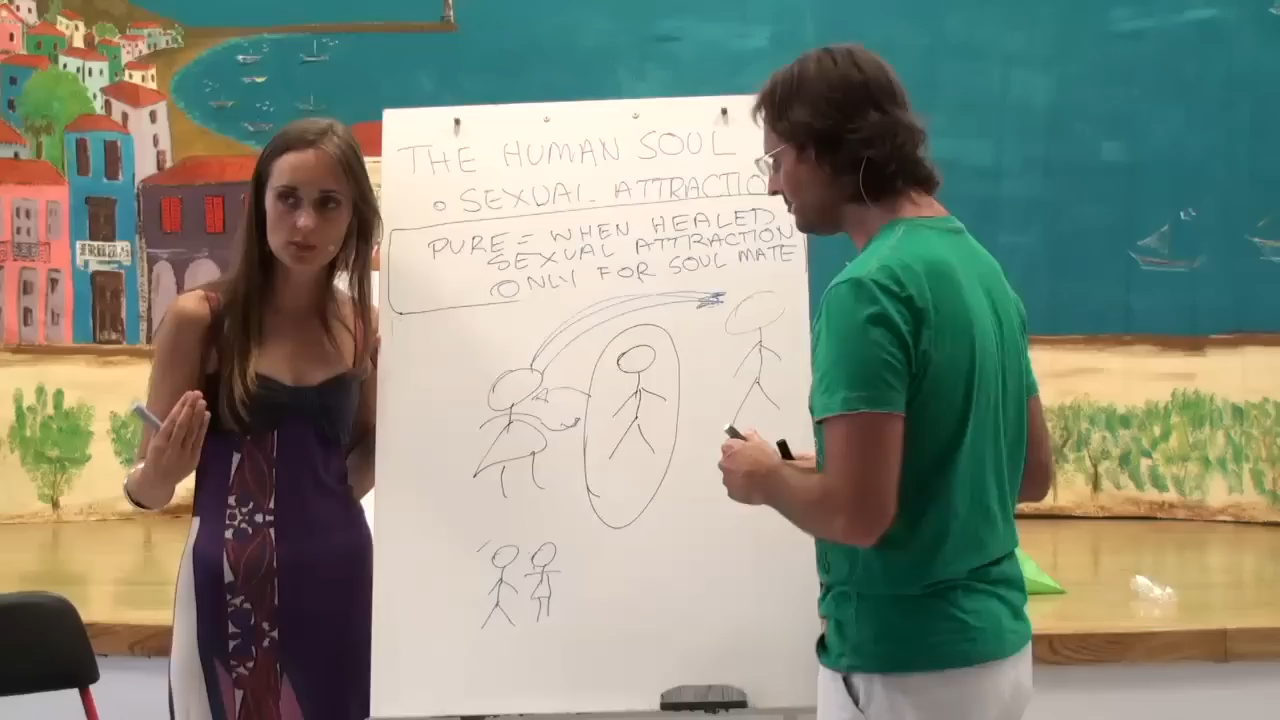 THE HUMAN SOUL
• SEXUAL ATTRACTIO
PURE = WHEN HEALED
SEXUAL ATTRACTION
ONLY FOR SOUL MATE